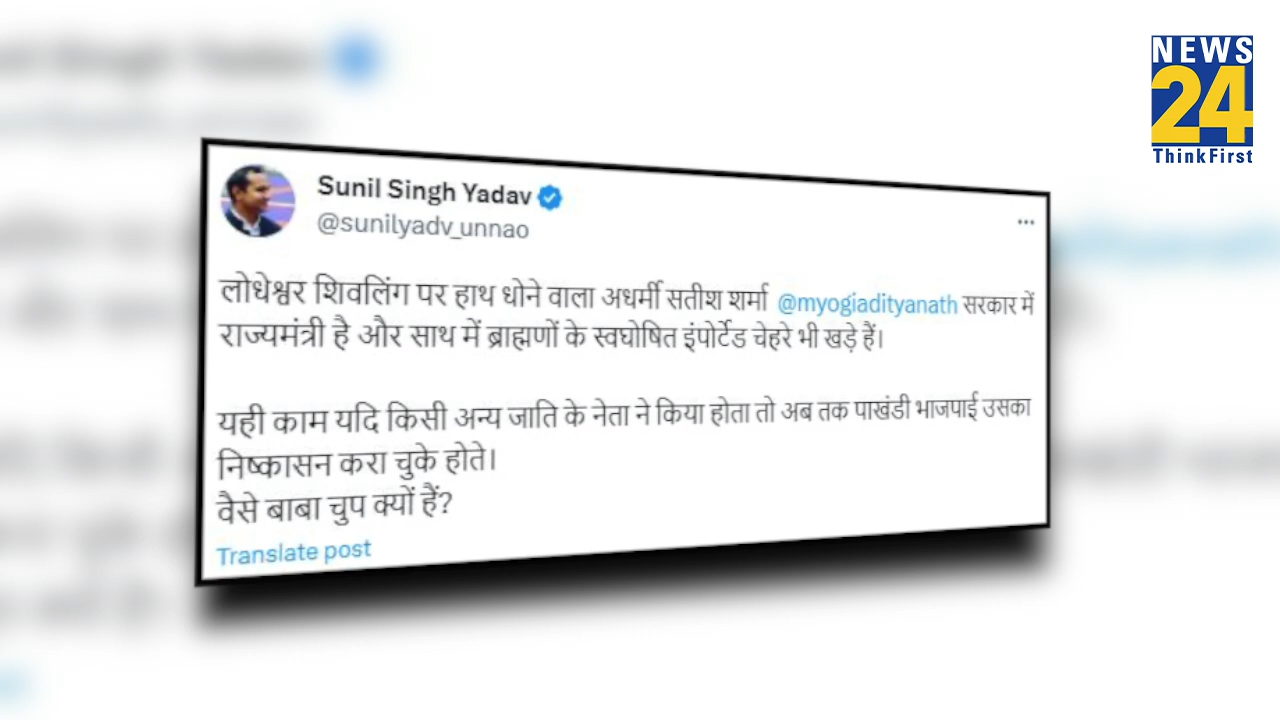 NEWS
24
ThinkFirst
Sunil Singh Yadav
@sunilyadv_unnao
लोधेश्वर शिवलिंग पर हाथ धोने वाला अधर्मी सतीश शर्मा @myogiadityanath सरकार में
राज्यमंत्री है और साथ में ब्राह्मणों के स्वघोषित इंपोर्टेड चेहरे भी खड़े हैं।
यही काम यदि किसी अन्य जाति के नेता ने किया होता तो अब तक पाखंडी भाजपाई उसका
निष्कासन करा चुके होते।
वैसे बाबा चुप क्यों हैं?
Translate post